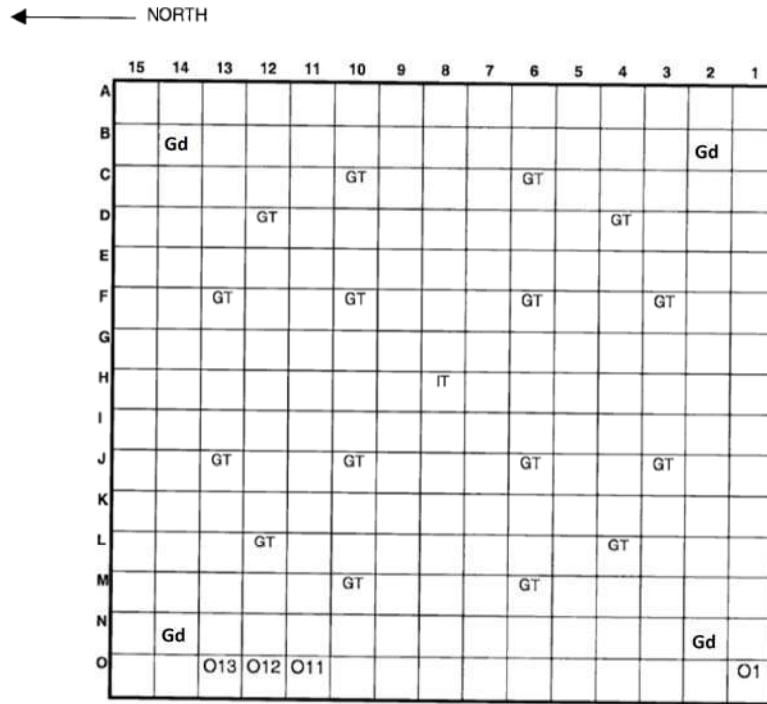 NORTH
15 14 13 12 11 10 9 8 7 6 5 4 3 2 1
A
B Gd Gd
C GT GT
D GT GT
E
F GT GT GT GT
G
H IT
I
J GT GT GT GT
K
L GT GT
M GT GT
N Gd Gd
O O13 O12 O11 O1